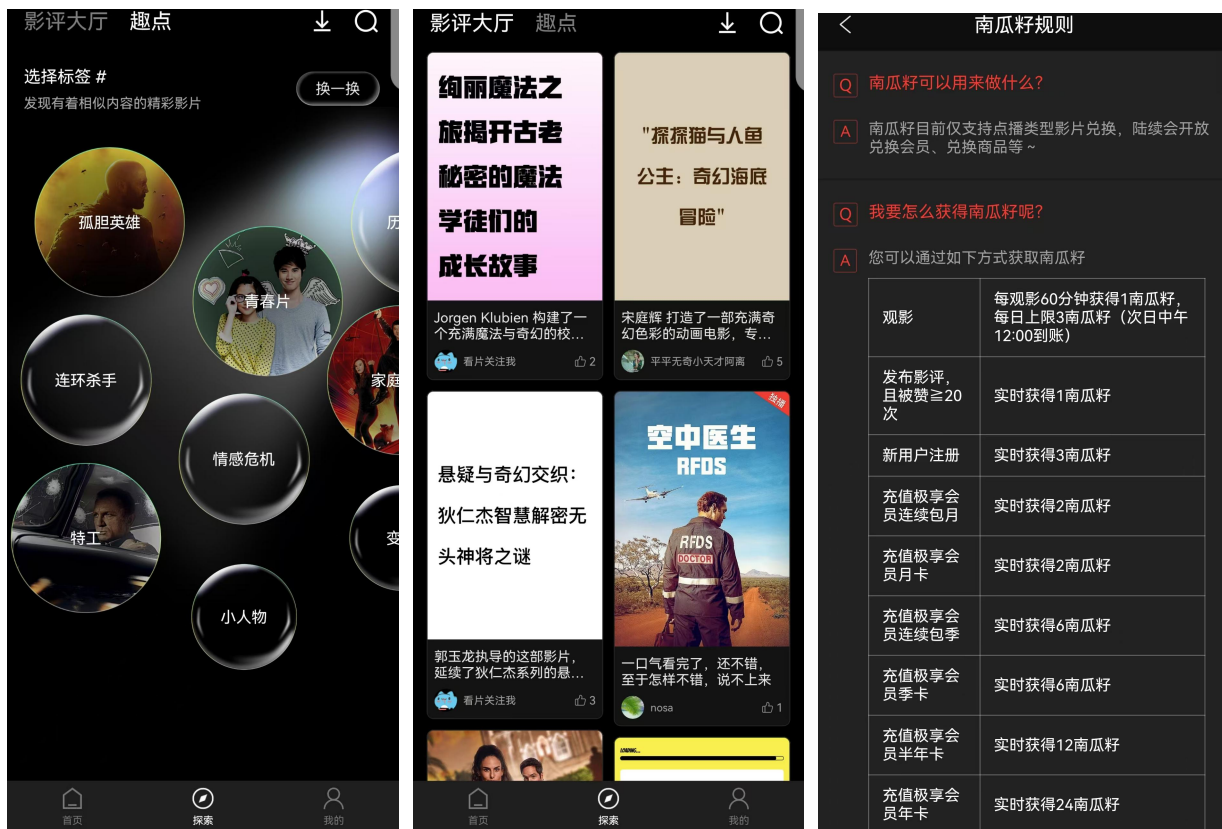 影评大厅 趣点
选择标签 #
发现有着相似内容的精彩影片
换一换
孤胆英雄
历
青春片
连环杀手
家庭
情感危机
特工
变
小人物
首页
探索
我的
影评大厅 趣点
绚丽魔法之
旅揭开古老
秘密的魔法
学徒们的
成长故事
Jorgen Klubien 构建了一
个充满魔法与奇幻的校...
看片关注我
2
"探探猫与人鱼
公主：奇幻海底
冒险"
宋庭辉 打造了一部充满奇
幻色彩的动画电影，专...
平平无奇小天才阿离
5
悬疑与奇幻交织：
狄仁杰智慧解密无
头神将之谜
郭玉龙执导的这部影片，
延续了狄仁杰系列的悬...
看片关注我
3
独播
空中医生
RFDS
RFDS
DOCTOR
一口气看完了，还不错，
至于怎样不错，说不上来
nosa
1
LOADING...
首页
探索
我的
南瓜籽规则
Q 南瓜籽可以用来做什么？
A 南瓜籽目前仅支持点播类型影片兑换，陆续会开放
兑换会员、兑换商品等～
Q 我要怎么获得南瓜籽呢？
A 您可以通过如下方式获取南瓜籽
观影
每观影60分钟获得1南瓜籽，
每日上限3南瓜籽（次日中午
12:00到账）
发布影评，
且被赞≧20
次
实时获得1南瓜籽
新用户注册
实时获得3南瓜籽
充值极享会
员连续包月
实时获得2南瓜籽
充值极享会
员月卡
实时获得2南瓜籽
充值极享会
员连续包季
实时获得6南瓜籽
充值极享会
员季卡
实时获得6南瓜籽
充值极享会
员半年卡
实时获得12南瓜籽
充值极享会
员年卡
实时获得24南瓜籽